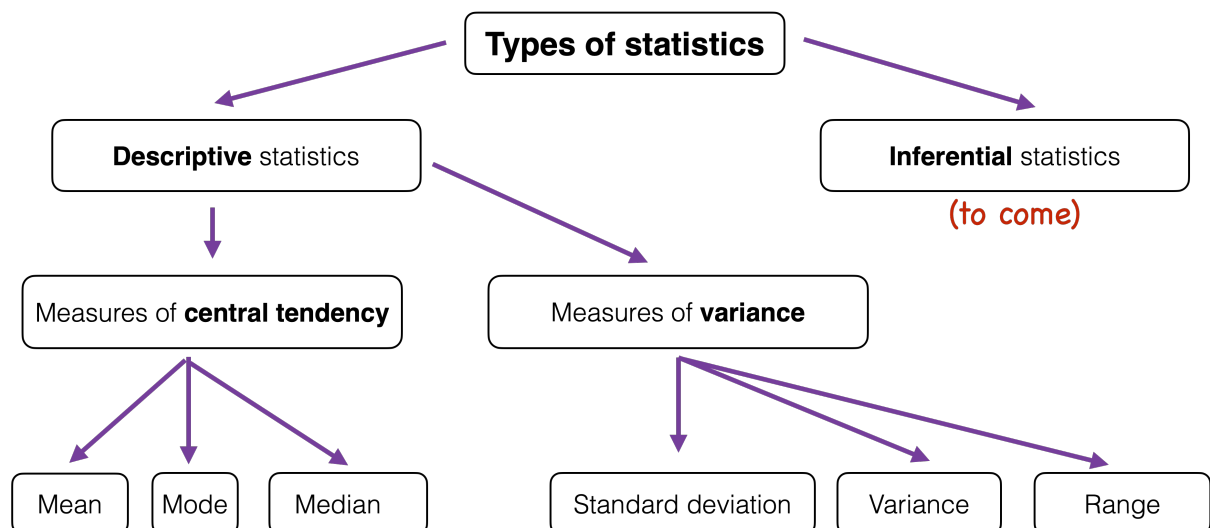 Types of statistics
Descriptive statistics
Inferential statistics
(to come)
Measures of central tendency
Measures of variance
Mean
Mode
Median
Standard deviation
Variance
Range